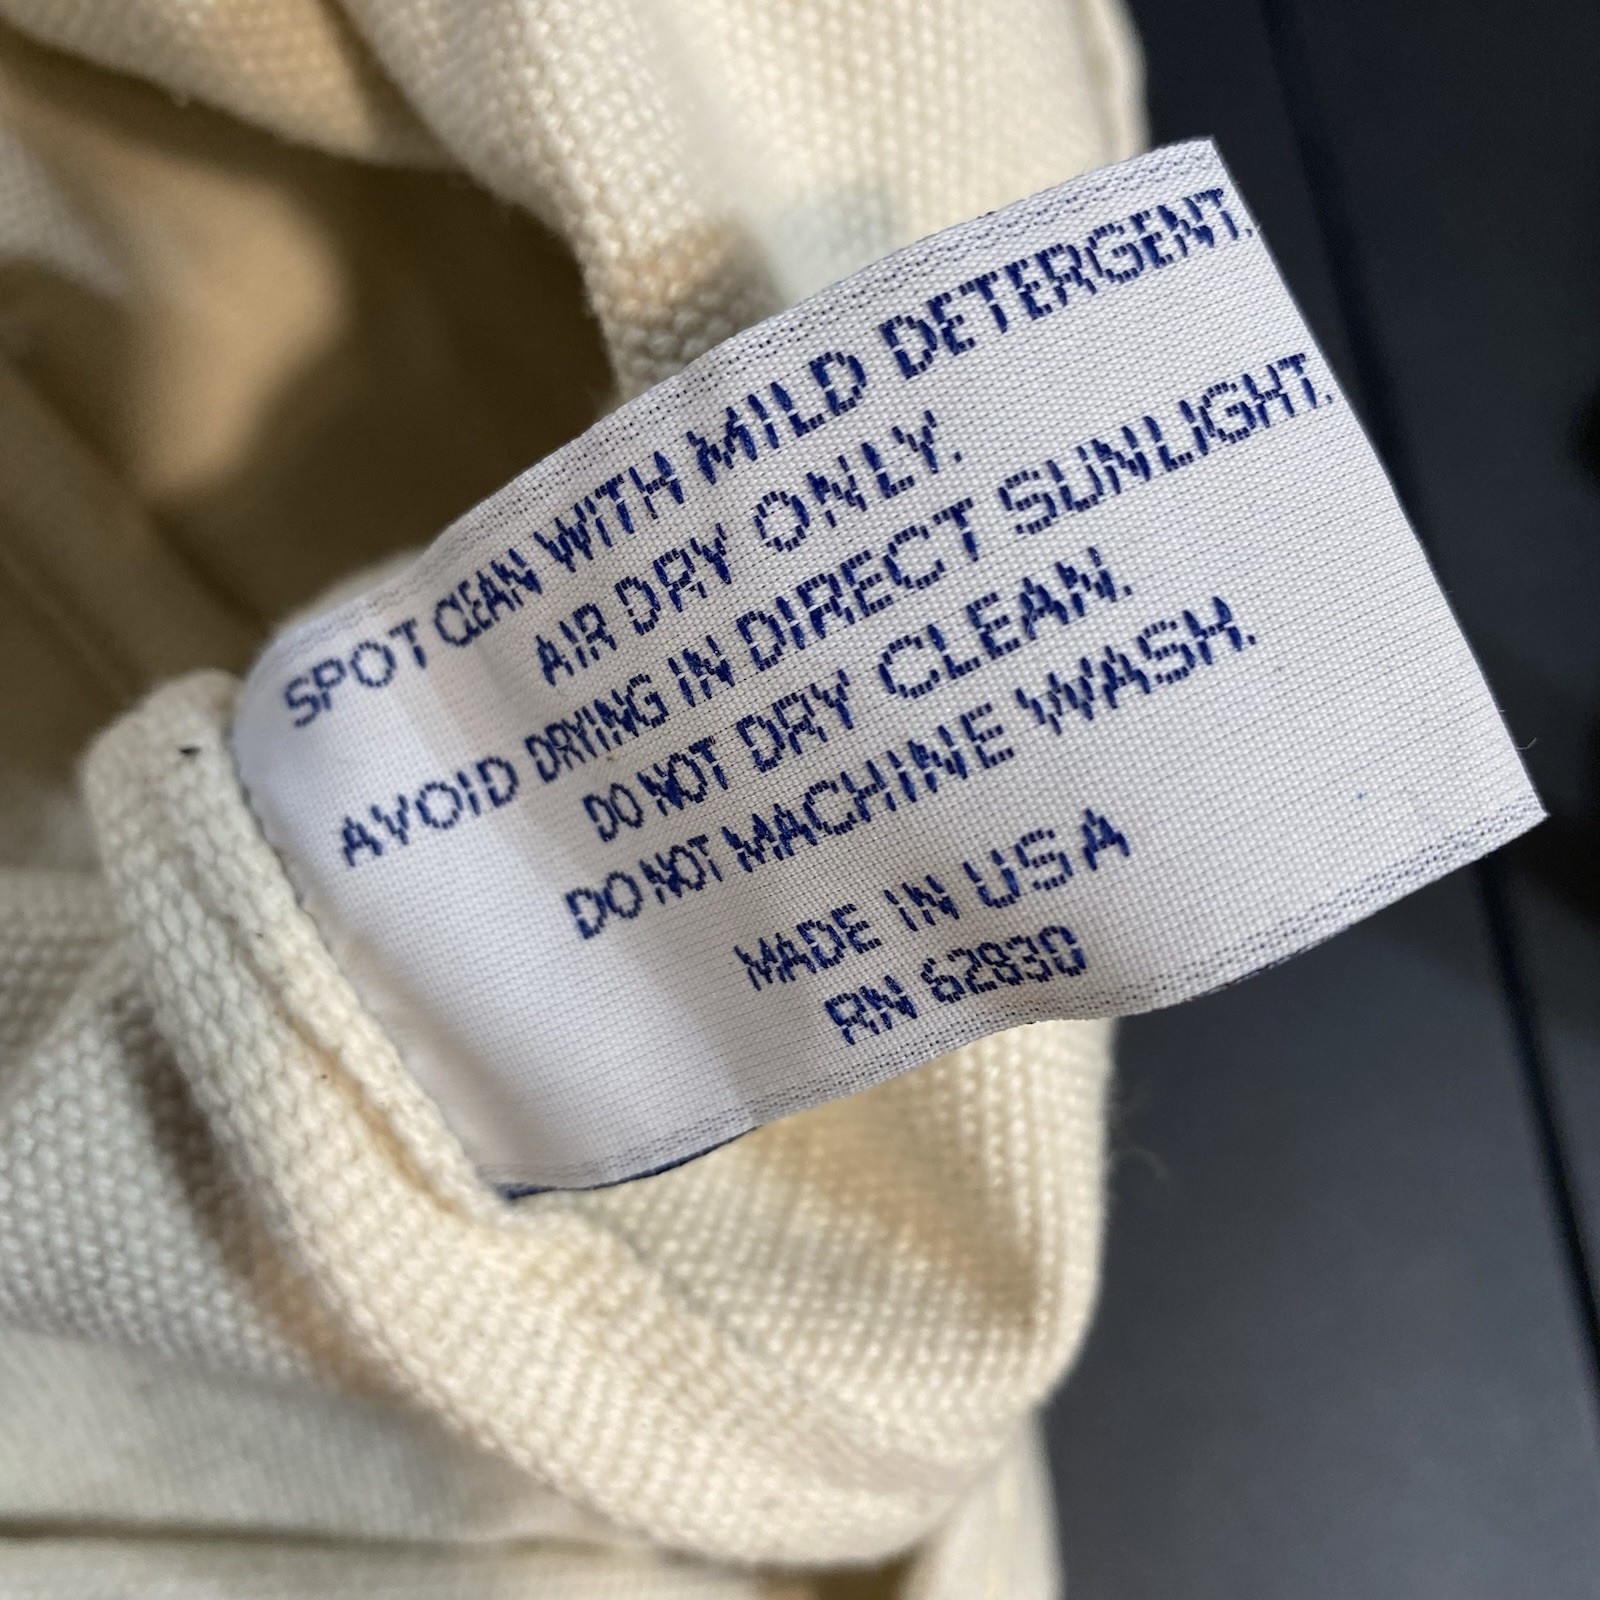 SPOT CLEAN WITH MILD DETERGENT.
AIR DRY ONLY.
AVOID DRYING IN DIRECT SUNLIGHT.
DO NOT DRY CLEAN.
DO NOT MACHINE WASH.
MADE IN USA
RN 62830